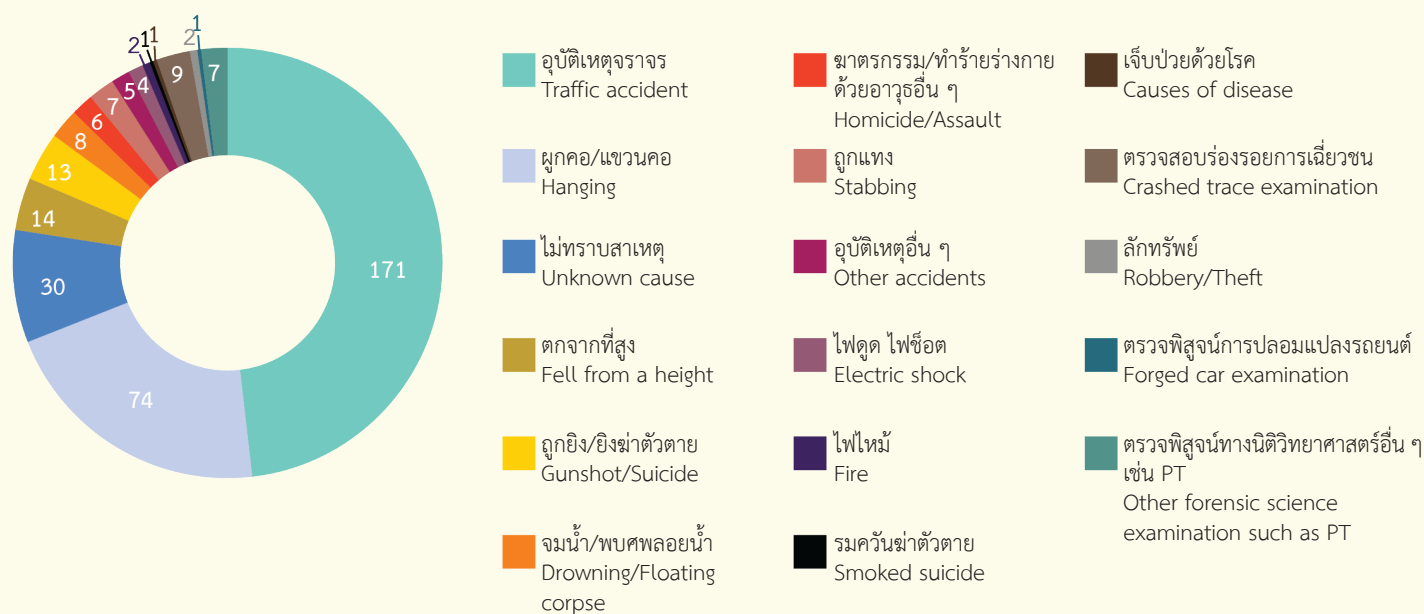 2
1
1
2
1
9
7
4
5
7
6
8
13
14
30
74
171
อุบัติเหตุจราจร
Traffic accident
ผูกคอ/แขวนคอ
Hanging
ไม่ทราบสาเหตุ
Unknown cause
ตกจากที่สูง
Fell from a height
ถูกยิง/ยิงฆ่าตัวตาย
Gunshot/Suicide
จมน้ำ/พบศพลอยน้ำ
Drowning/Floating
corpse
ฆาตรกรรม/ทำร้ายร่างกาย
ด้วยอาวุธอื่น ๆ
Homicide/Assault
ถูกแทง
Stabbing
อุบัติเหตุอื่น ๆ
Other accidents
ไฟดูด ไฟช็อต
Electric shock
ไฟไหม้
Fire
รมควันฆ่าตัวตาย
Smoked suicide
เจ็บป่วยด้วยโรค
Causes of disease
ตรวจสอบร่องรอยการเฉี่ยวชน
Crashed trace examination
ลักทรัพย์
Robbery/Theft
ตรวจพิสูจน์การปลอมแปลงรถยนต์
Forged car examination
ตรวจพิสูจน์ทางนิติวิทยาศาสตร์อื่น ๆ
เช่น PT
Other forensic science
examination such as PT